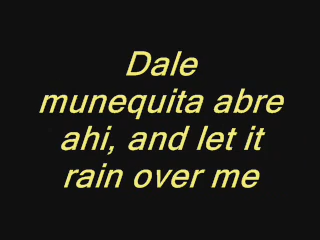 Dale
munequita abre
ahi, and let it
rain over me